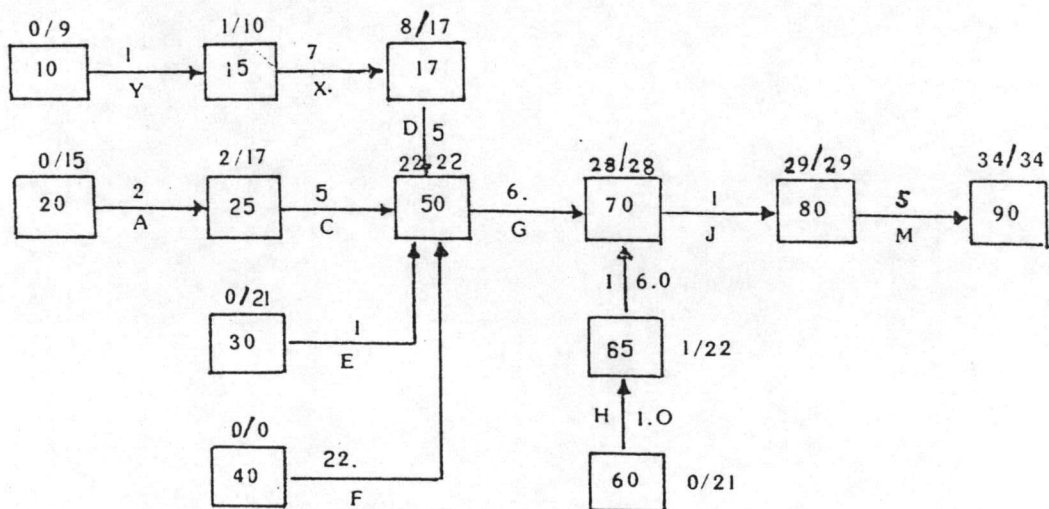 0/9 1/10 8/17
10 1 15 7 17
Y X.
D 5
0/15 2/17 22/22 28/28 29/29 34/34
20 2 25 5 50 6. 70 1 80 5 90
A C G J M
1 6.0
0/21
30 1 65 1/22
E
H 1.0
0/0
40 22. 60 0/21
F